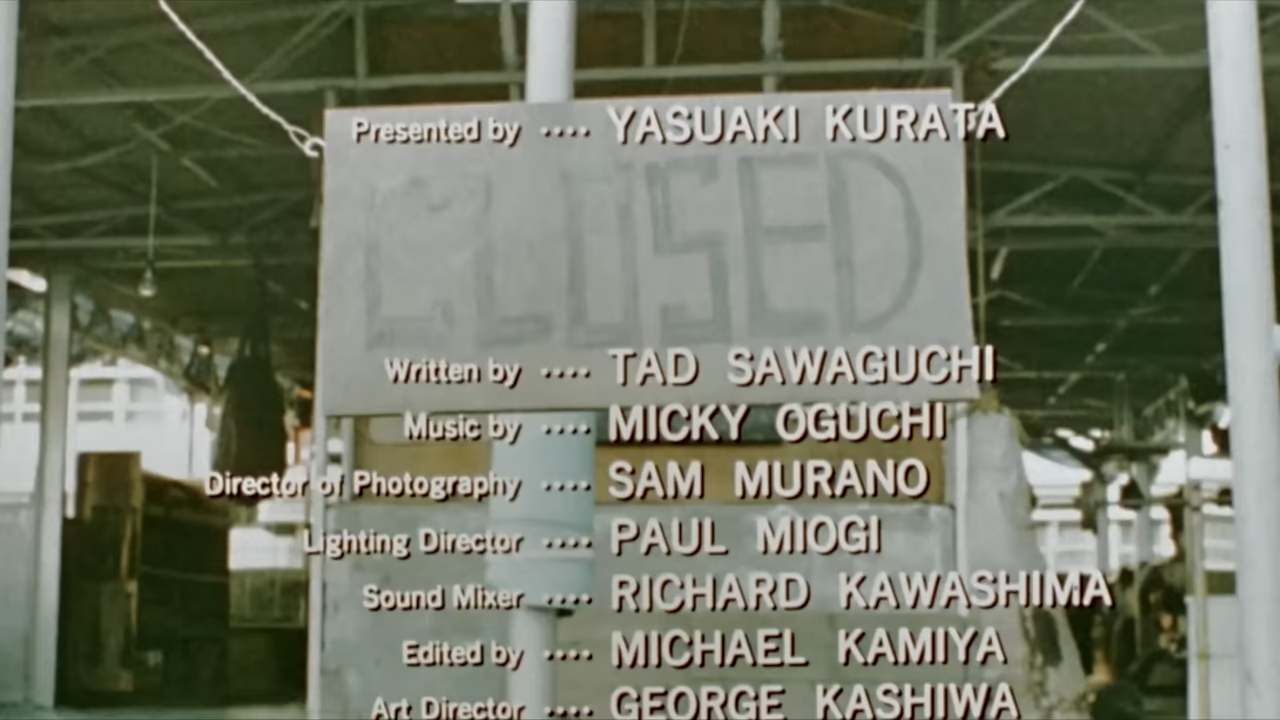 Presented by .... YASUAKI KURATA
CLOSED
Written by .... TAD SAWAGUCHI
Music by .... MICKY OGUCHI
Director of Photography .... SAM MURANO
Lighting Director .... PAUL MIOGI
Sound Mixer .... RICHARD KAWASHIMA
Edited by .... MICHAEL KAMIYA
Art Director .... GEORGE KASHIWA